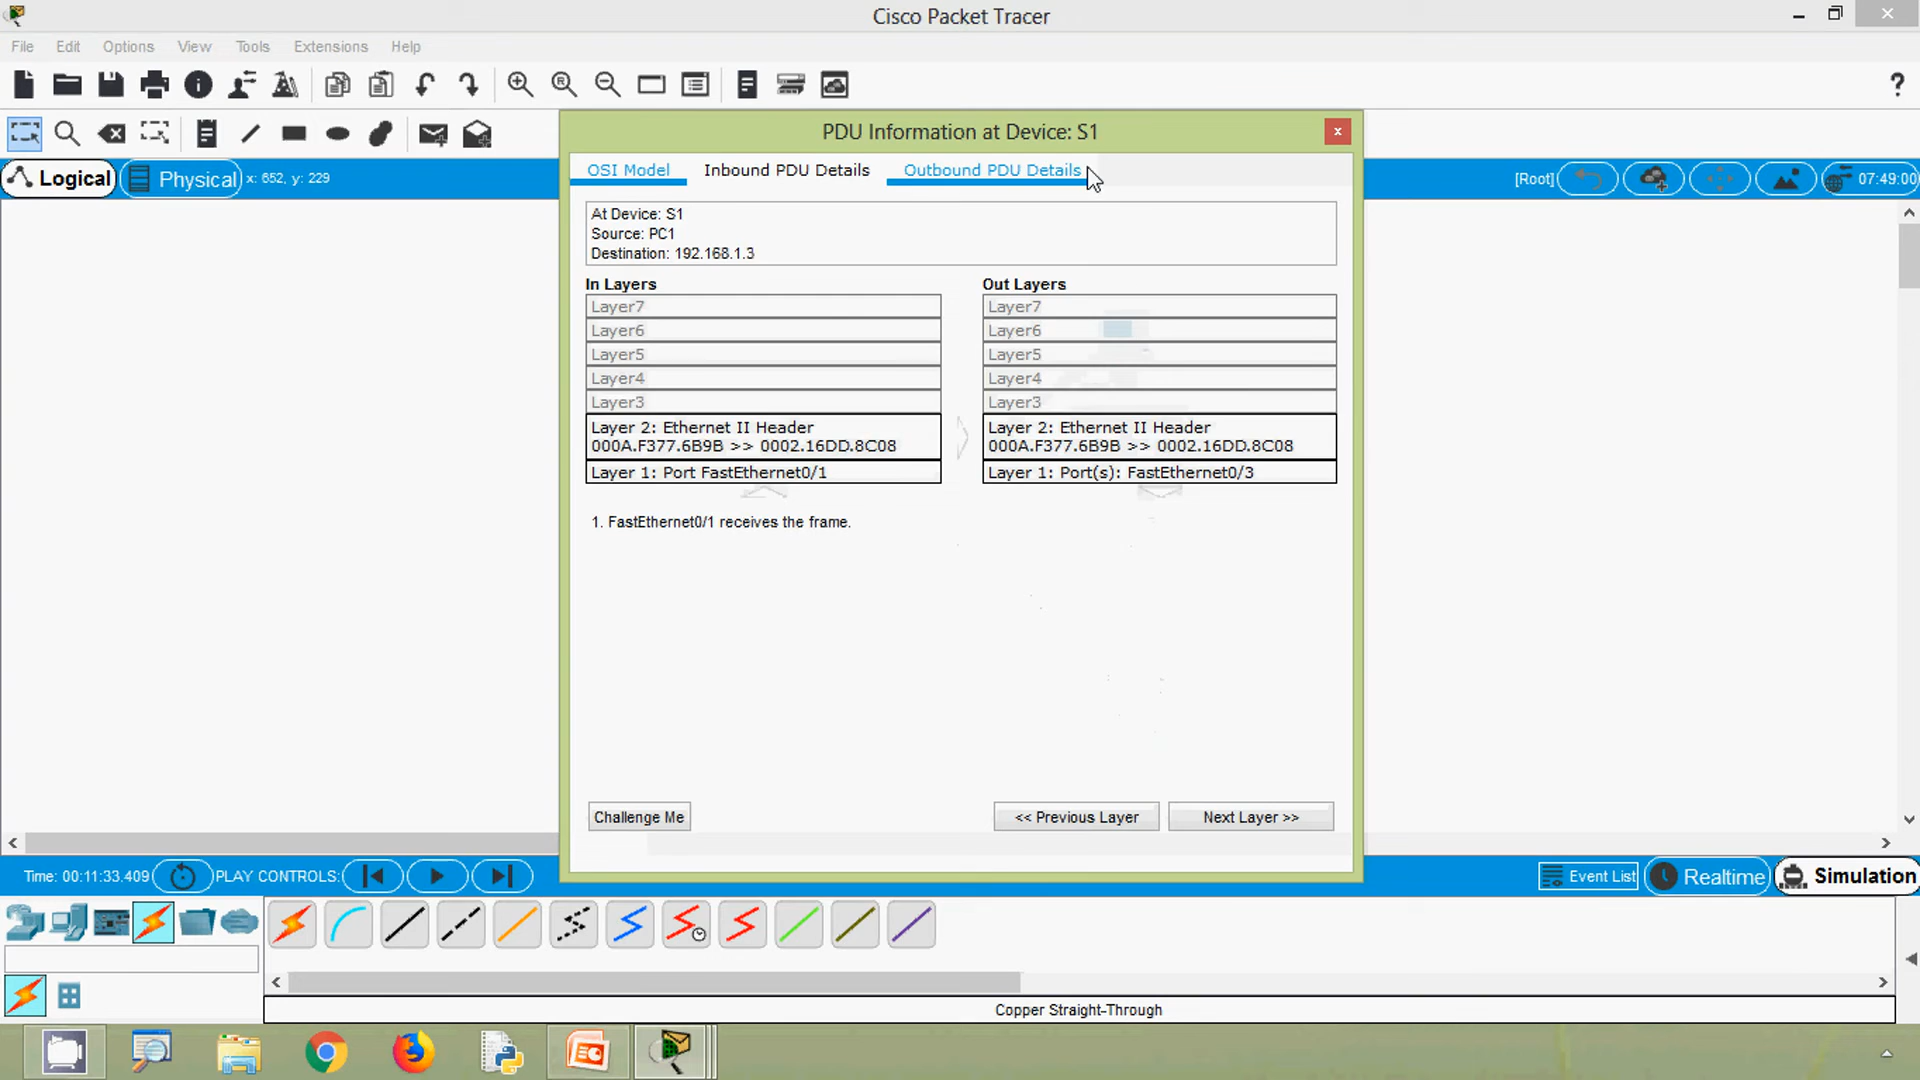 Cisco Packet Tracer
File Edit Options View Tools Extensions Help
PDU Information at Device: S1
Logical Physical x: 652, y: 229
[Root] 07:49:00
OSI Model Inbound PDU Details Outbound PDU Details
At Device: S1
Source: PC1
Destination: 192.168.1.3
In Layers Out Layers
Layer7 Layer7
Layer6 Layer6
Layer5 Layer5
Layer4 Layer4
Layer3 Layer3
Layer 2: Ethernet II Header Layer 2: Ethernet II Header
000A.F377.6B9B >> 0002.16DD.8C08 000A.F377.6B9B >> 0002.16DD.8C08
Layer 1: Port FastEthernet0/1 Layer 1: Port(s): FastEthernet0/3
1. FastEthernet0/1 receives the frame.
Challenge Me << Previous Layer Next Layer >>
Time: 00:11:33.409 PLAY CONTROLS: Event List Realtime Simulation
Copper Straight-Through